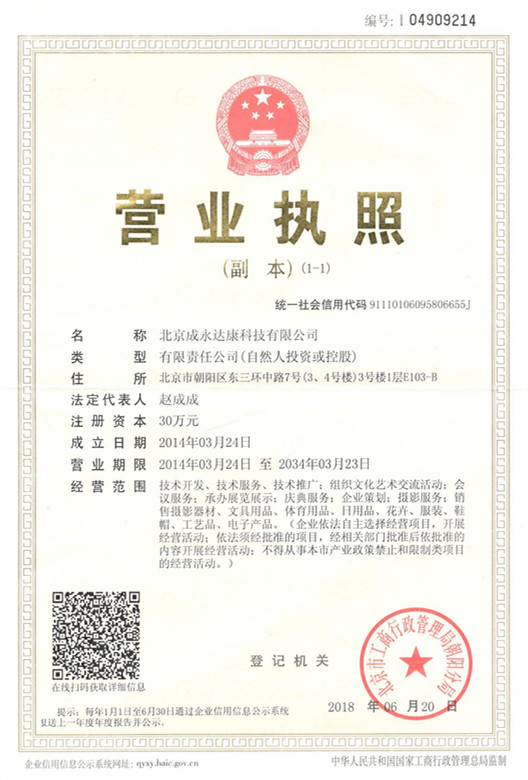 编号: 1 04909214
营业执照
(副 本) (1-1)
统一社会信用代码 91110106095806655J
名 称 北京成永达康科技有限公司
类 型 有限责任公司(自然人投资或控股)
住 所 北京市朝阳区东三环中路7号(3、4号楼)3号楼1层E103-B
法定代表人 赵成成
注册资本 30万元
成立日期 2014年03月24日
营业期限 2014年03月24日 至 2034年03月23日
经营范围 技术开发、技术服务、技术推广；组织文化艺术交流活动；会
议服务；承办展览展示；庆典服务；企业策划；摄影服务；销
售摄影器材、文具用品、体育用品、日用品、花卉、服装、鞋
帽、工艺品、电子产品。（企业依法自主选择经营项目，开展
经营活动；依法须经批准的项目，经相关部门批准后依批准的
内容开展经营活动；不得从事本市产业政策禁止和限制类项目
的经营活动。）
在线扫码获取详细信息
登记机关
北京市工商行政管理局朝阳分局
2018 年 06 月 20 日
提示：每年1月1日至6月30日通过企业信用信息公示系统
报送上一年度年度报告并公示。
企业信用信息公示系统网址: qyxy.baic.gov.cn
中华人民共和国国家工商行政管理总局监制